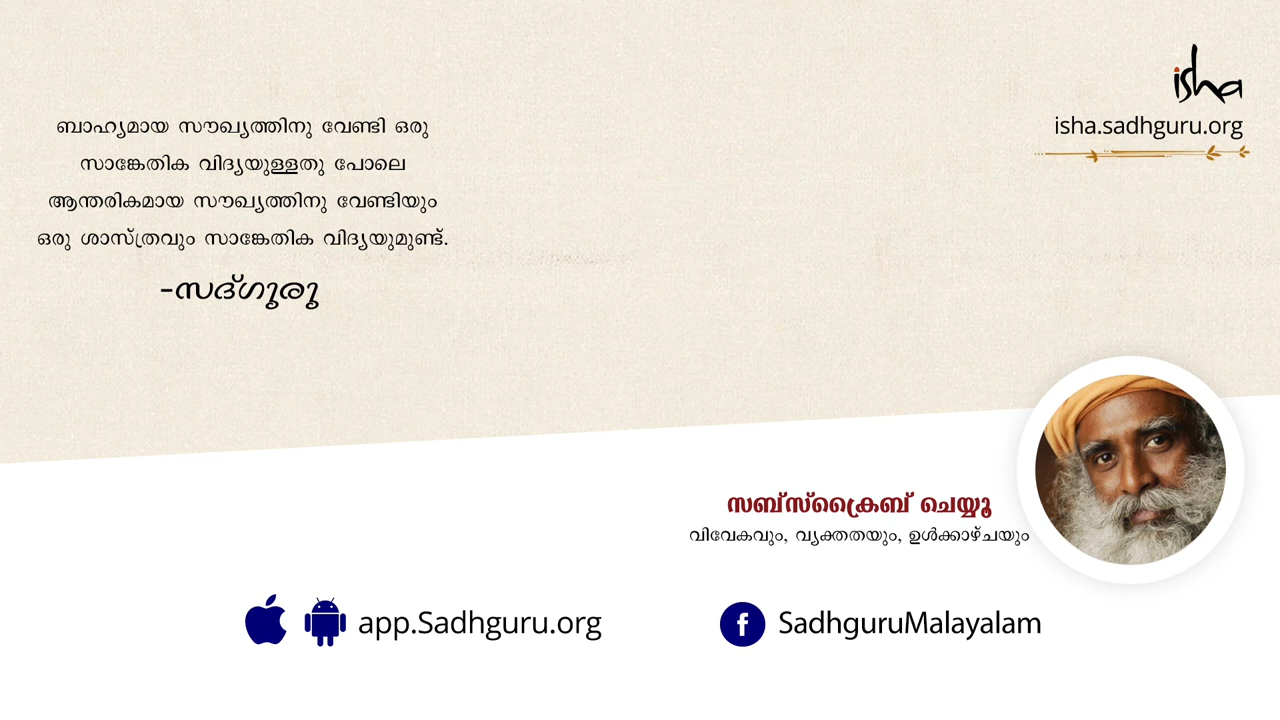 ബാഹ്യമായ സൗഖ്യത്തിനു വേണ്ടി ഒരു
സാങ്കേതിക വിദ്യയുള്ളതു പോലെ
ആന്തരികമായ സൗഖ്യത്തിനു വേണ്ടിയും
ഒരു ശാസ്ത്രവും സാങ്കേതിക വിദ്യയുമുണ്ട്.
-സദ്ഗുരു
isha
isha.sadhguru.org
സബ്സ്ക്രൈബ് ചെയ്യൂ
വിവേകവും, വ്യക്തതയും, ഉൾക്കാഴ്ചയും
app.Sadhguru.org
SadhguruMalayalam